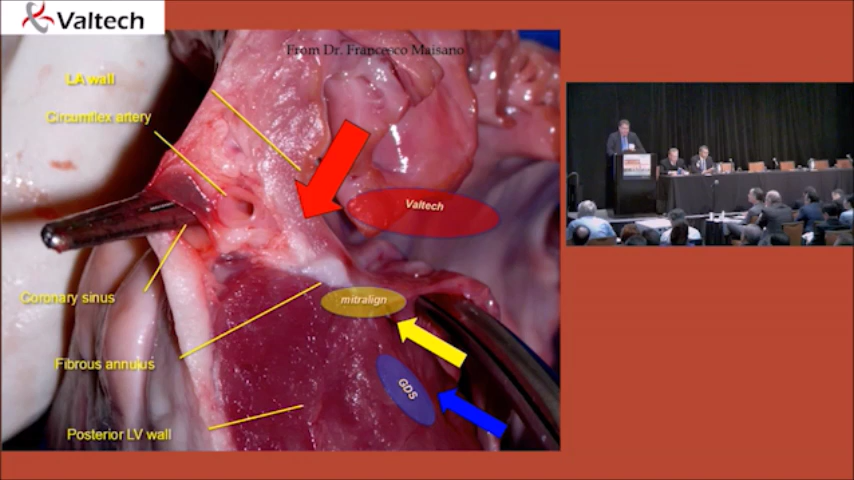 Valtech
From Dr. Francesco Maisano
LA wall
Circumflex artery
Valtech
Coronary sinus
mitralign
Fibrous annulus
GDS
Posterior LV wall